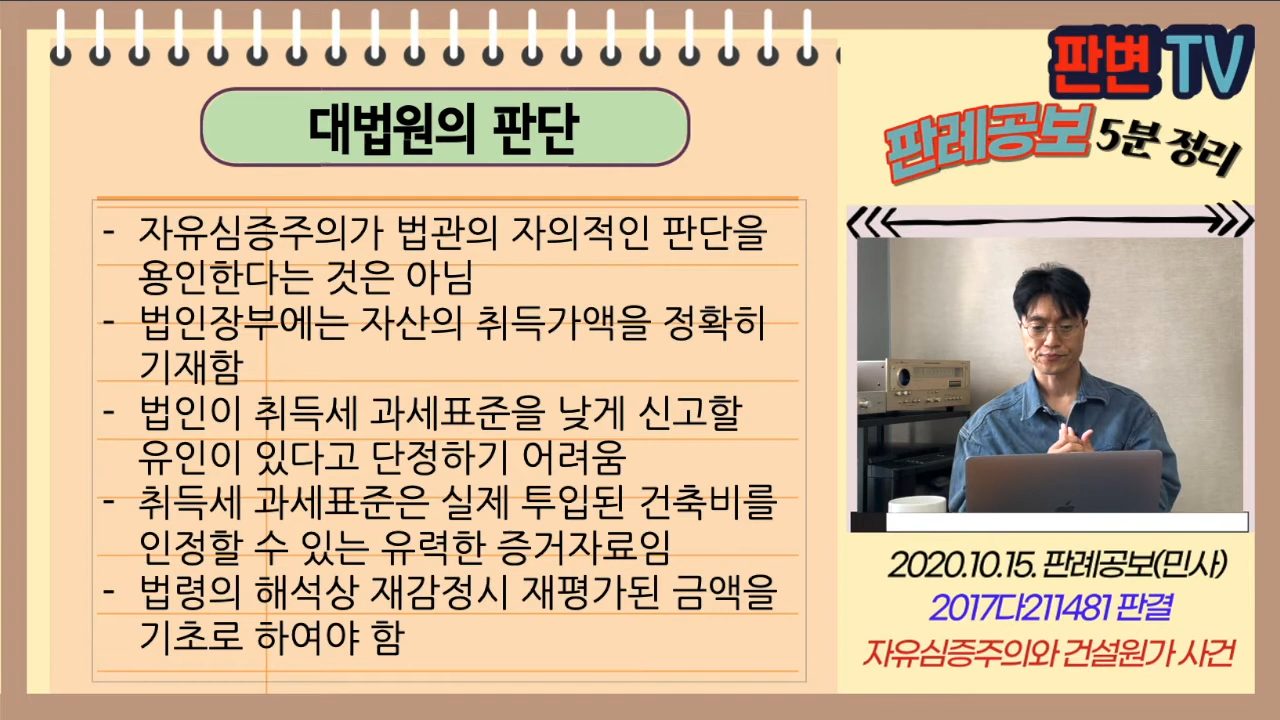 판변 TV
판례공보 5분 정리
대법원의 판단
- 자유심증주의가 법관의 자의적인 판단을
용인한다는 것은 아님
- 법인장부에는 자산의 취득가액을 정확히
기재함
- 법인이 취득세 과세표준을 낮게 신고할
유인이 있다고 단정하기 어려움
- 취득세 과세표준은 실제 투입된 건축비를
인정할 수 있는 유력한 증거자료임
- 법령의 해석상 재감정시 재평가된 금액을
기초로 하여야 함
2020.10.15. 판례공보(민사)
2017다211481 판결
자유심증주의와 건설원가 사건